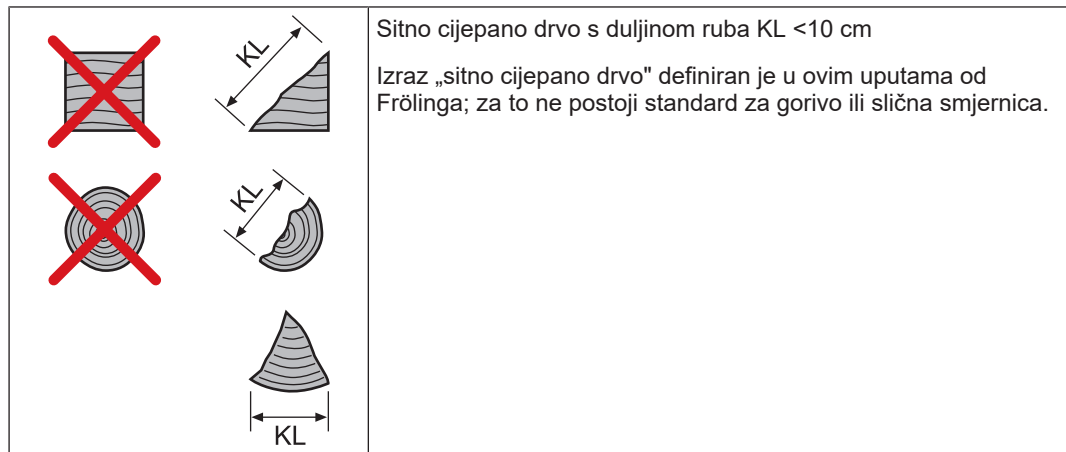 KL
KL
KL
Sitno cijepano drvo s duljinom ruba KL <10 cm
Izraz „sitno cijepano drvo" definiran je u ovim uputama od
Frölinga; za to ne postoji standard za gorivo ili slična smjernica.